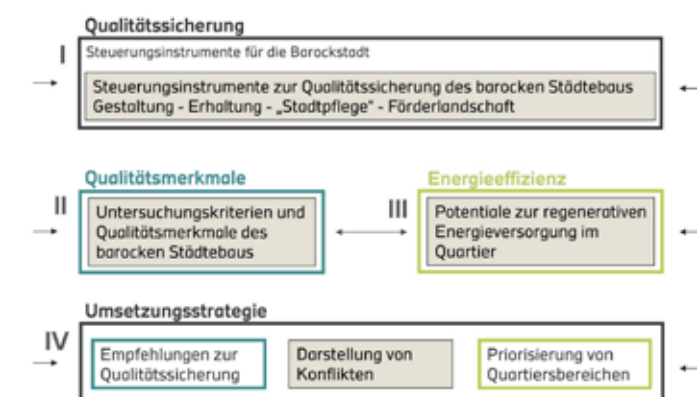 Qualitätssicherung
I
Steuerungsinstrumente für die Barockstadt
Steuerungsinstrumente zur Qualitätssicherung des barocken Städtebaus
Gestaltung - Erhaltung - „Stadtpflege“ - Förderlandschaft
Qualitätsmerkmale
II
Untersuchungskriterien und
Qualitätsmerkmale des
barocken Städtebaus
Energieeffizienz
III
Potentiale zur regenerativen
Energieversorgung im
Quartier
Umsetzungsstrategie
IV
Empfehlungen zur
Qualitätssicherung
Darstellung von
Konflikten
Priorisierung von
Quartiersbereichen